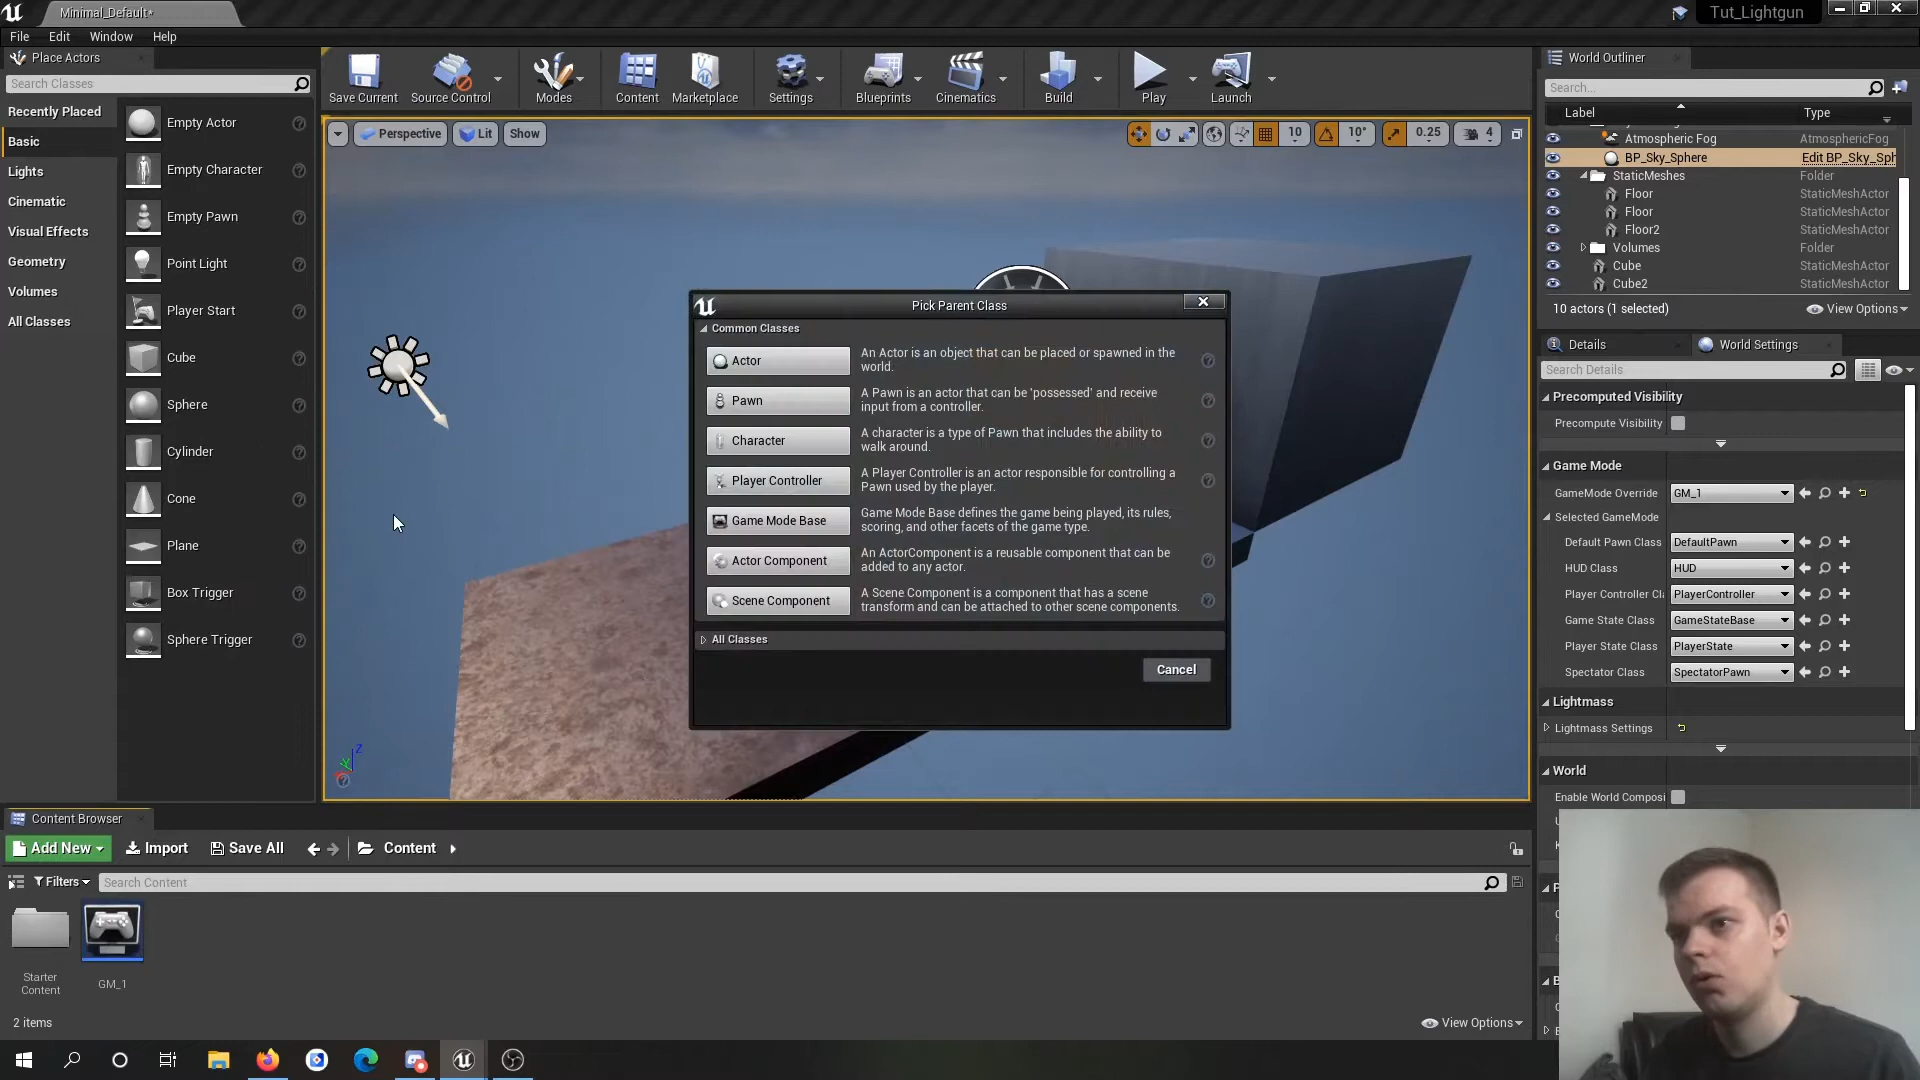 Minimal_Default*
Tut_Lightgun
File
Edit
Window
Help
Place Actors
Search Classes
Recently Placed
Basic
Lights
Cinematic
Visual Effects
Geometry
Volumes
All Classes
Empty Actor
Empty Character
Empty Pawn
Point Light
Player Start
Cube
Sphere
Cylinder
Cone
Plane
Box Trigger
Sphere Trigger
Save Current
Source Control
Modes
Content
Marketplace
Settings
Blueprints
Cinematics
Build
Play
Launch
Perspective
Lit
Show
10
10°
0.25
4
Pick Parent Class
Common Classes
Actor
An Actor is an object that can be placed or spawned in the
world.
Pawn
A Pawn is an actor that can be 'possessed' and receive
input from a controller.
Character
A character is a type of Pawn that includes the ability to
walk around.
Player Controller
A Player Controller is an actor responsible for controlling a
Pawn used by the player.
Game Mode Base
Game Mode Base defines the game being played, its rules,
scoring, and other facets of the game type.
Actor Component
An ActorComponent is a reusable component that can be
added to any actor.
Scene Component
A Scene Component is a component that has a scene
transform and can be attached to other scene components.
All Classes
Cancel
World Outliner
Search...
Label
Type
Atmospheric Fog
AtmosphericFog
BP_Sky_Sphere
Edit BP_Sky_Sph
StaticMeshes
Folder
Floor
StaticMeshActor
Floor
StaticMeshActor
Floor2
StaticMeshActor
Volumes
Folder
Cube
StaticMeshActor
Cube2
StaticMeshActor
10 actors (1 selected)
View Options
Details
World Settings
Search Details
Precomputed Visibility
Precompute Visibility
Game Mode
GameMode Override
GM_1
Selected GameMode
Default Pawn Class
DefaultPawn
HUD Class
HUD
Player Controller Cl
PlayerController
Game State Class
GameStateBase
Player State Class
PlayerState
Spectator Class
SpectatorPawn
Lightmass
Lightmass Settings
World
Enable World Composi
Content Browser
Add New
Import
Save All
Content
Filters
Search Content
Starter
Content
GM_1
2 items
View Options